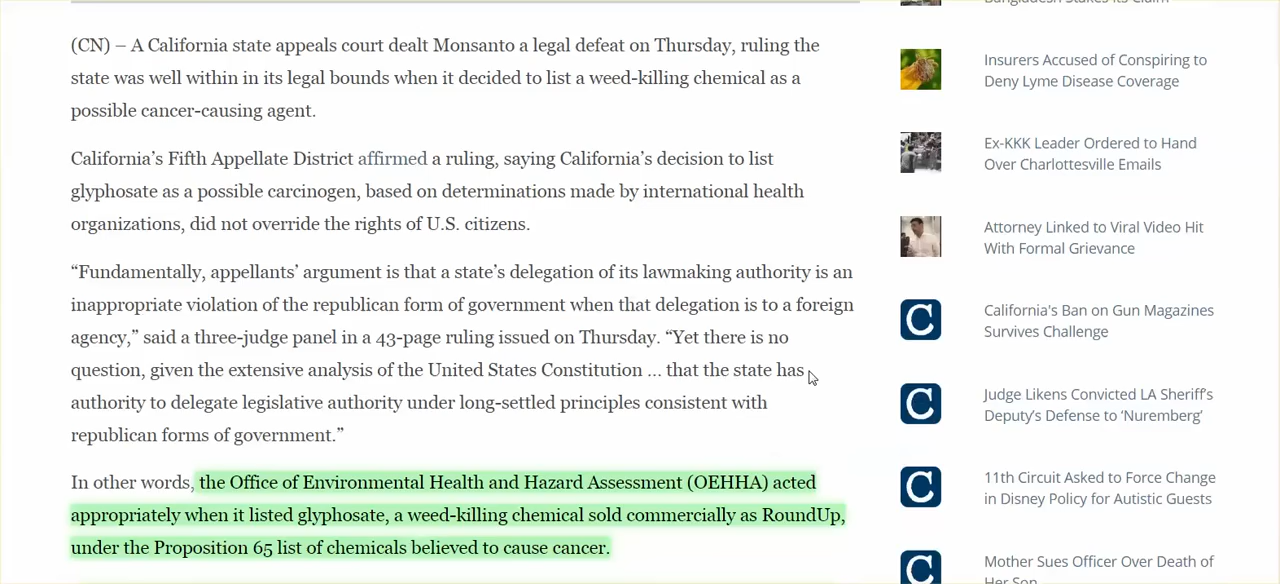 (CN) – A California state appeals court dealt Monsanto a legal defeat on Thursday, ruling the
state was well within in its legal bounds when it decided to list a weed-killing chemical as a
possible cancer-causing agent.
California’s Fifth Appellate District affirmed a ruling, saying California’s decision to list
glyphosate as a possible carcinogen, based on determinations made by international health
organizations, did not override the rights of U.S. citizens.
“Fundamentally, appellants’ argument is that a state’s delegation of its lawmaking authority is an
inappropriate violation of the republican form of government when that delegation is to a foreign
agency,” said a three-judge panel in a 43-page ruling issued on Thursday. “Yet there is no
question, given the extensive analysis of the United States Constitution ... that the state has
authority to delegate legislative authority under long-settled principles consistent with
republican forms of government.”
In other words, the Office of Environmental Health and Hazard Assessment (OEHHA) acted
appropriately when it listed glyphosate, a weed-killing chemical sold commercially as RoundUp,
under the Proposition 65 list of chemicals believed to cause cancer.
Bangladesh Stakes Its Claim
Insurers Accused of Conspiring to
Deny Lyme Disease Coverage
Ex-KKK Leader Ordered to Hand
Over Charlottesville Emails
Attorney Linked to Viral Video Hit
With Formal Grievance
C
California's Ban on Gun Magazines
Survives Challenge
C
Judge Likens Convicted LA Sheriff’s
Deputy’s Defense to ‘Nuremberg’
C
11th Circuit Asked to Force Change
in Disney Policy for Autistic Guests
C
Mother Sues Officer Over Death of
Her Son